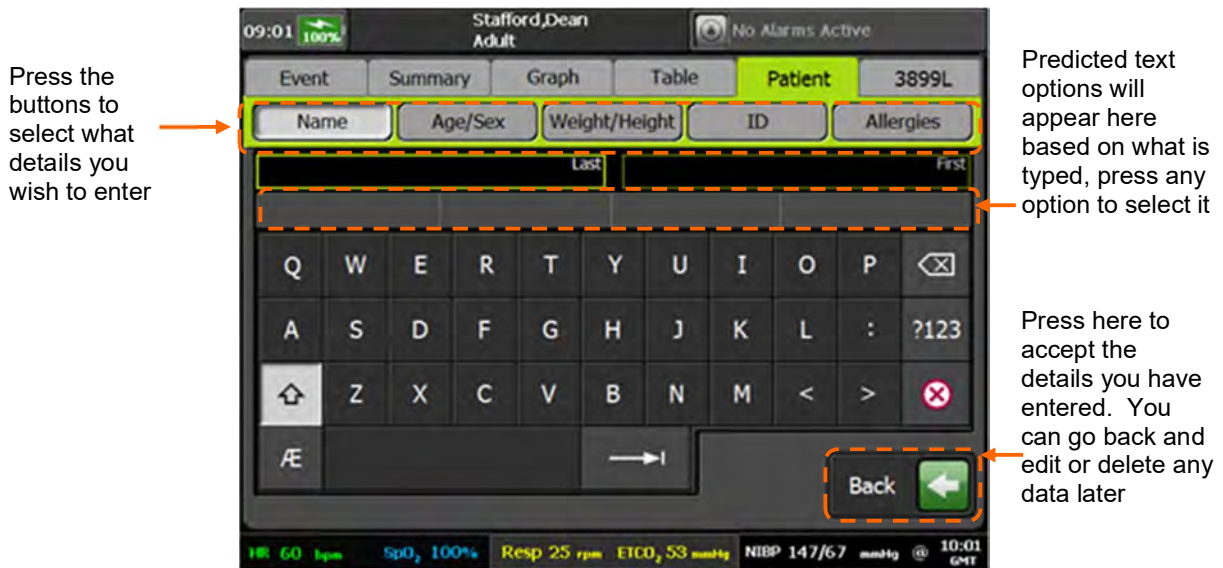 Press the
buttons to
select what
details you
wish to enter
09:01 100% Stafford,Dean No Alarms Active
Adult
Event Summary Graph Table Patient 3899L
Name Age/Sex Weight/Height ID Allergies
Last First
Q W E R T Y U I O P
A S D F G H J K L : ?123
Z X C V B N M < >
Æ
Back
HR 60 bpm SpO₂ 100% Resp 25 rpm ETCO₂ 53 mmHg NIBP 147/67 mmHg @ 10:01
GMT
Predicted text
options will
appear here
based on what is
typed, press any
option to select it
Press here to
accept the
details you have
entered.  You
can go back and
edit or delete any
data later